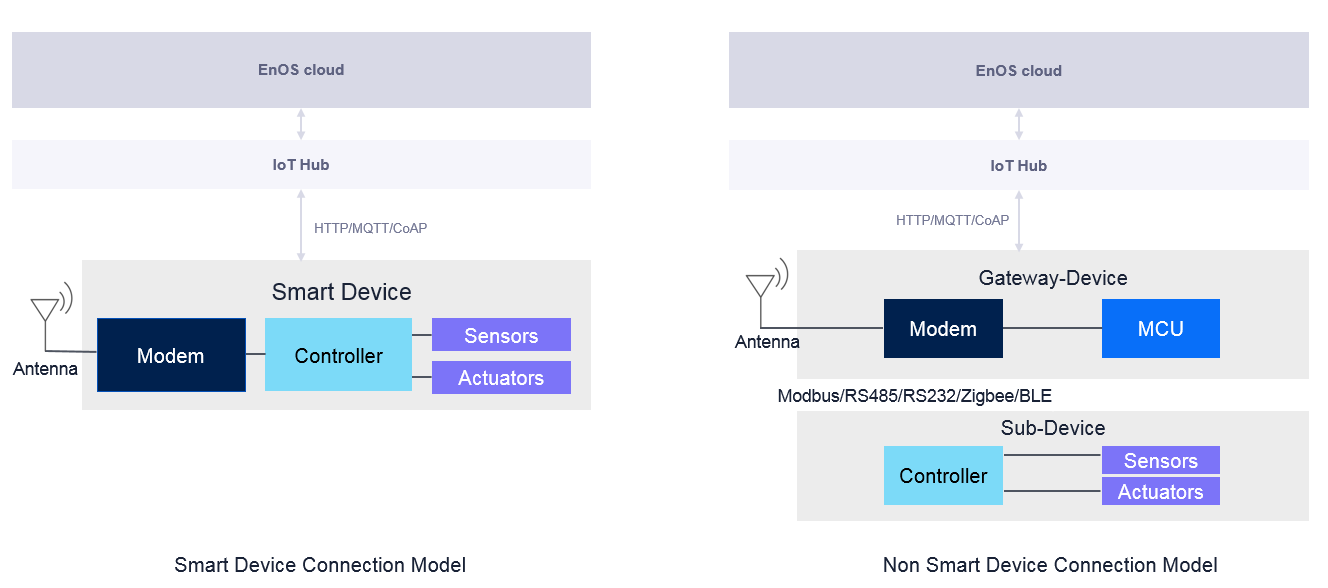 EnOS cloud
IoT Hub
HTTP/MQTT/CoAP
Smart Device
Antenna
Modem
Controller
Sensors
Actuators
Smart Device Connection Model
EnOS cloud
IoT Hub
HTTP/MQTT/CoAP
Gateway-Device
Antenna
Modem
MCU
Modbus/RS485/RS232/Zigbee/BLE
Sub-Device
Controller
Sensors
Actuators
Non Smart Device Connection Model